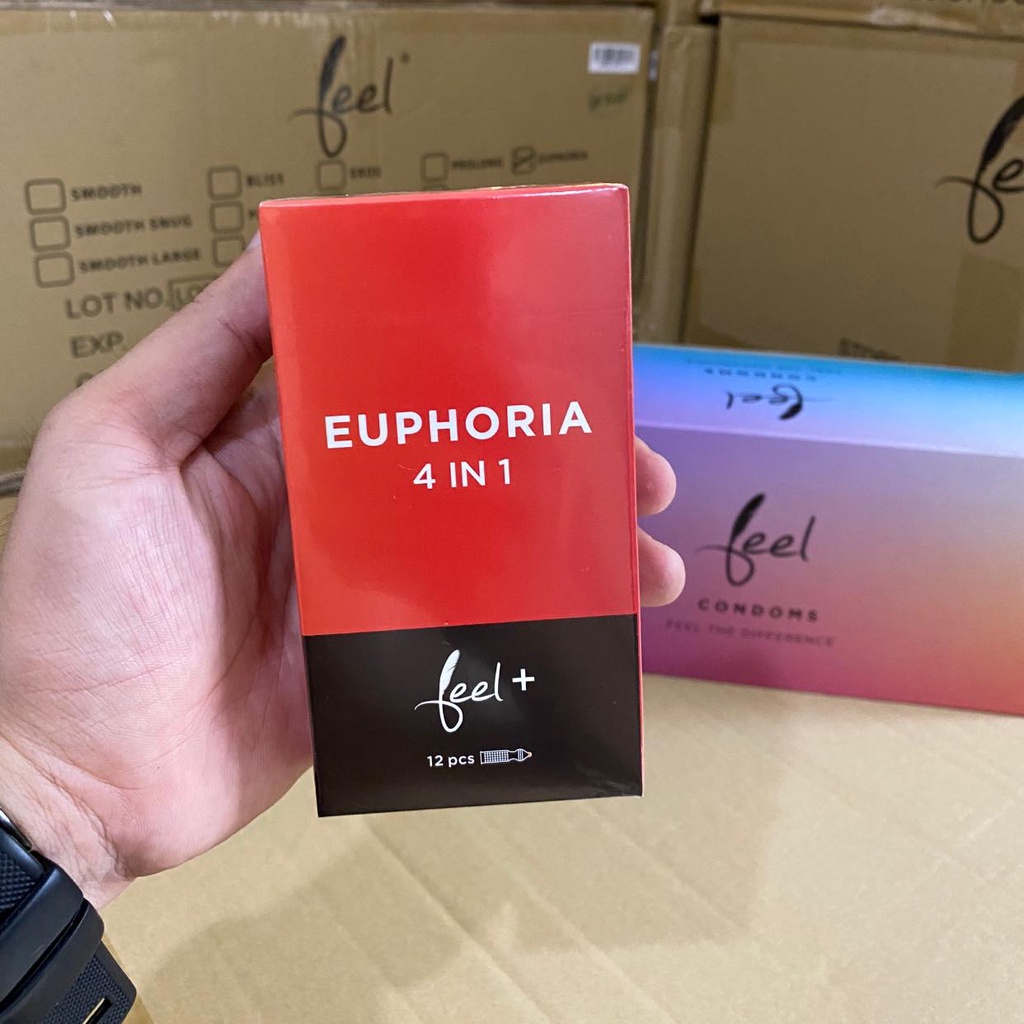 feel
SMOOTH
SMOOTH SNUG
SMOOTH LARGE
BLISS
EROS
PROLONG
EUPHORIA
LOT NO.
EXP.
EUPHORIA
4 IN 1
feel +
12 pcs
feel
CONDOMS
feel
CONDOMS
FEEL THE DIFFERENCE